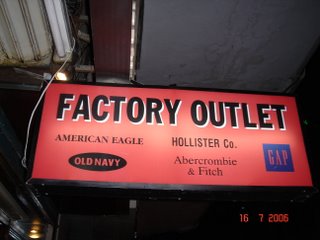 FACTORY OUTLET
AMERICAN EAGLE HOLLISTER Co.
OLD NAVY Abercrombie & Fitch GAP
16 7 2006